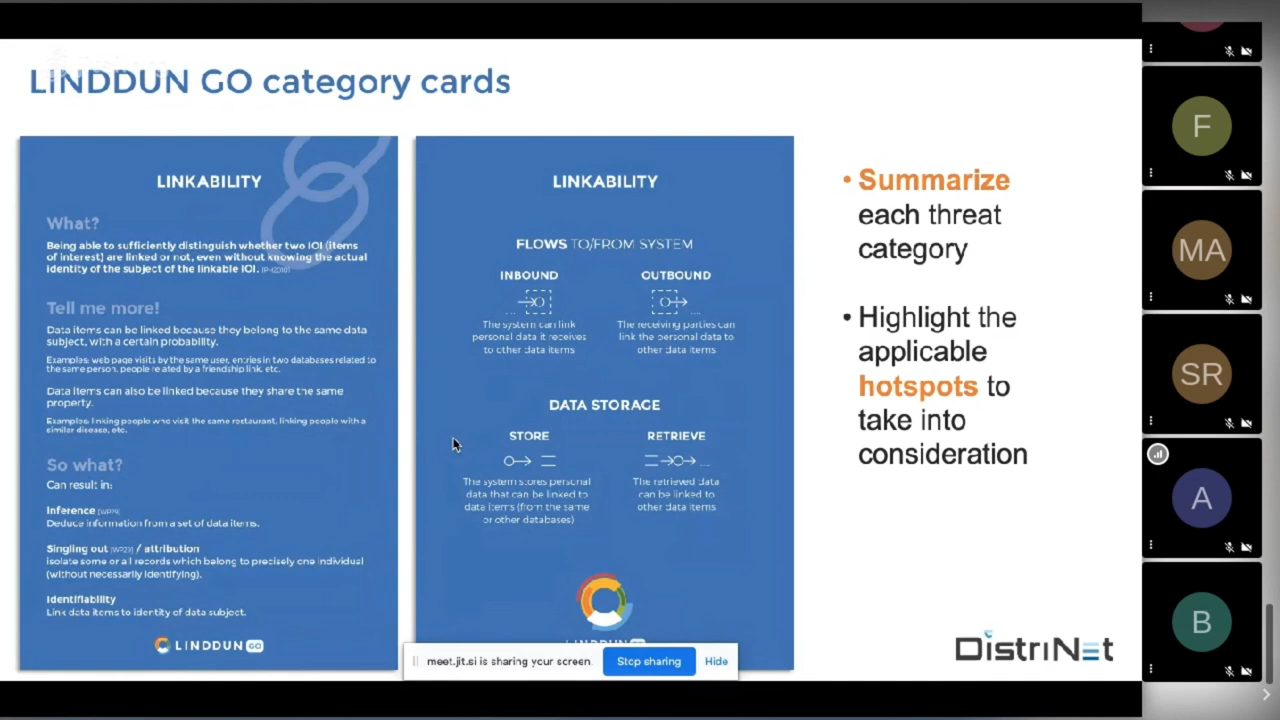 LINDDUN GO category cards
LINKABILITY
What?
Being able to sufficiently distinguish whether two IOI (items
of interest) are linked or not, even without knowing the actual
identity of the subject of the linkable IOI.
Tell me more!
Data items can be linked because they belong to the same data
subject, with a certain probability.
Examples: web page visits by the same user, entries in two databases related to
the same person, people related by a friendship link, etc.
Data items can also be linked because they share the same
property.
Examples: linking people who visit the same restaurant, linking people with a
similar disease, etc.
So what?
Can result in:
Inference
Deduce information from a set of data items.
Singling out [WP29] / attribution
isolate some or all records which belong to precisely one individual
(without necessarily identifying).
Identifiability
Link data items to identity of data subject.
LINDDUN GO
LINKABILITY
FLOWS TO/FROM SYSTEM
INBOUND
The system can link
personal data it receives
to other data items
OUTBOUND
The receiving parties can
link the personal data to
other data items
DATA STORAGE
STORE
The system stores personal
data that can be linked to
data items (from the same
or other databases)
RETRIEVE
The retrieved data
can be linked to
other data items
LINDDUN GO
• Summarize
each threat
category
• Highlight the
applicable
hotspots to
take into
consideration
DistriNet
meet.jit.si is sharing your screen.
Stop sharing
Hide
F
MA
SR
A
B